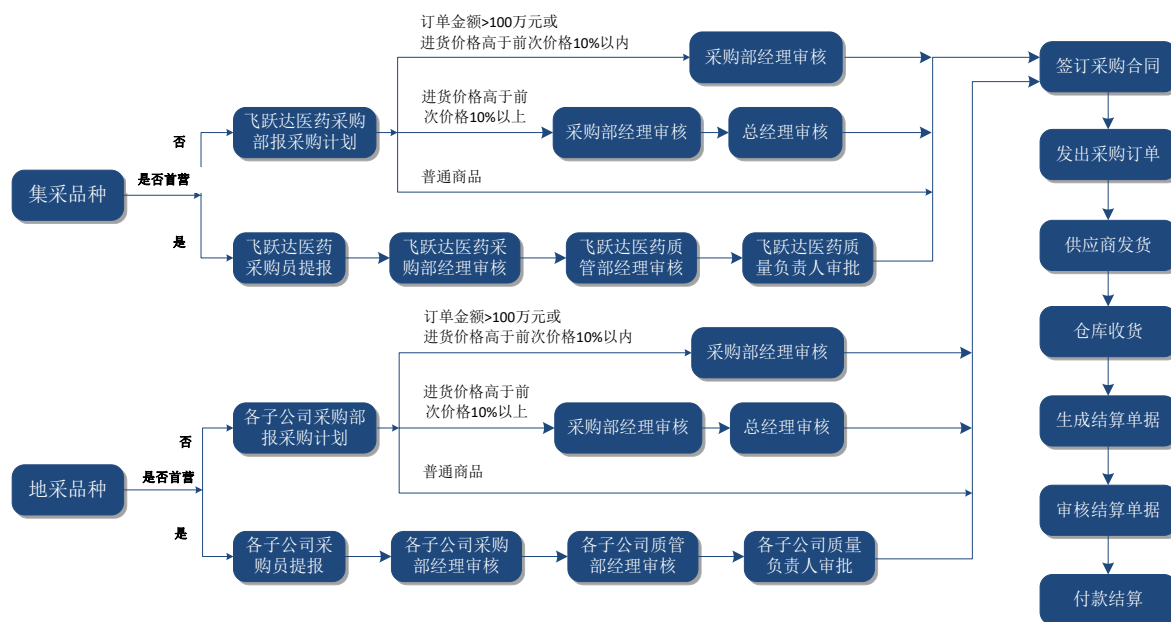 订单金额>100万元或
进货价格高于前次价格10%以内
采购部经理审核
签订采购合同
进货价格高于前
次价格10%以上
飞跃达医药采购
部报采购计划
采购部经理审核
总经理审核
否
发出采购订单
普通商品
是否首营
集采品种
是
飞跃达医药
采购员提报
飞跃达医药采
购部经理审核
飞跃达医药质
管部经理审核
飞跃达医药质
量负责人审批
供应商发货
订单金额>100万元或
进货价格高于前次价格10%以内
采购部经理审核
仓库收货
进货价格高于前
次价格10%以上
各子公司采购部
报采购计划
采购部经理审核
总经理审核
生成结算单据
否
普通商品
是否首营
地采品种
审核结算单据
是
各子公司采
购员提报
各子公司采购
部经理审核
各子公司质管
部经理审核
各子公司质量
负责人审批
付款结算